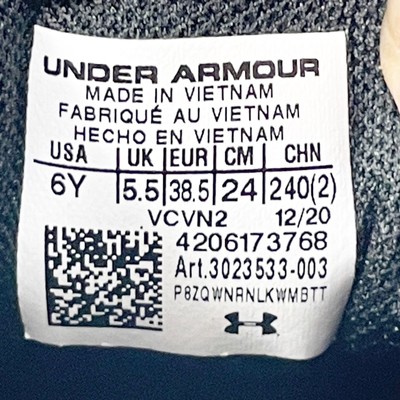 UNDER ARMOUR
MADE IN VIETNAM
FABRIQUÉ AU VIETNAM
HECHO EN VIETNAM
USA UK EUR CM CHN
6Y 5.5 38.5 24 240(2)
VCVN2 12/20
4206173768
Art.3023533-003
P8ZQWNRNLKWMBTT